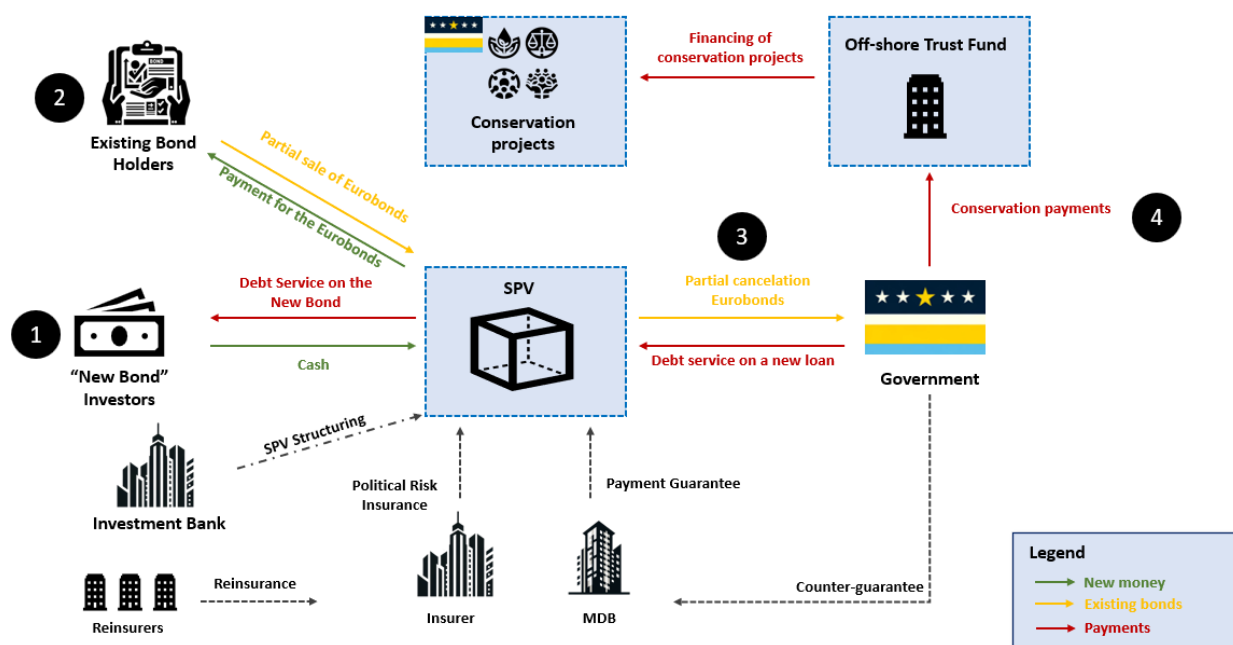 BOND
2
Existing Bond
Holders
Partial sale of Eurobonds
Payment for the Eurobonds
Conservation
projects
Financing of
conservation projects
Off-shore Trust Fund
Conservation payments
4
3
1
"New Bond"
Investors
Debt Service on the
New Bond
Cash
SPV
Partial cancelation
Eurobonds
Debt service on a new loan
Government
SPV Structuring
Investment Bank
Political Risk
Insurance
Payment Guarantee
Reinsurers
Reinsurance
Insurer
MDB
Counter-guarantee
Legend
New money
Existing bonds
Payments